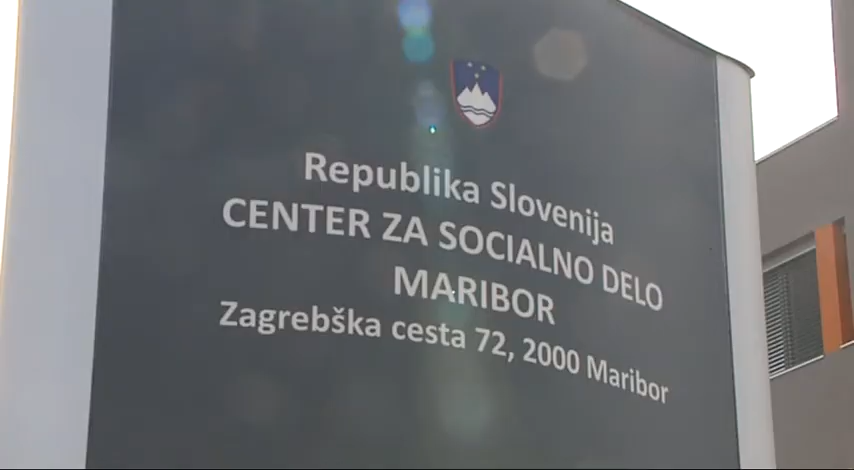 Republika Slovenija
CENTER ZA SOCIALNO DELO
MARIBOR
Zagrebška cesta 72, 2000 Maribor